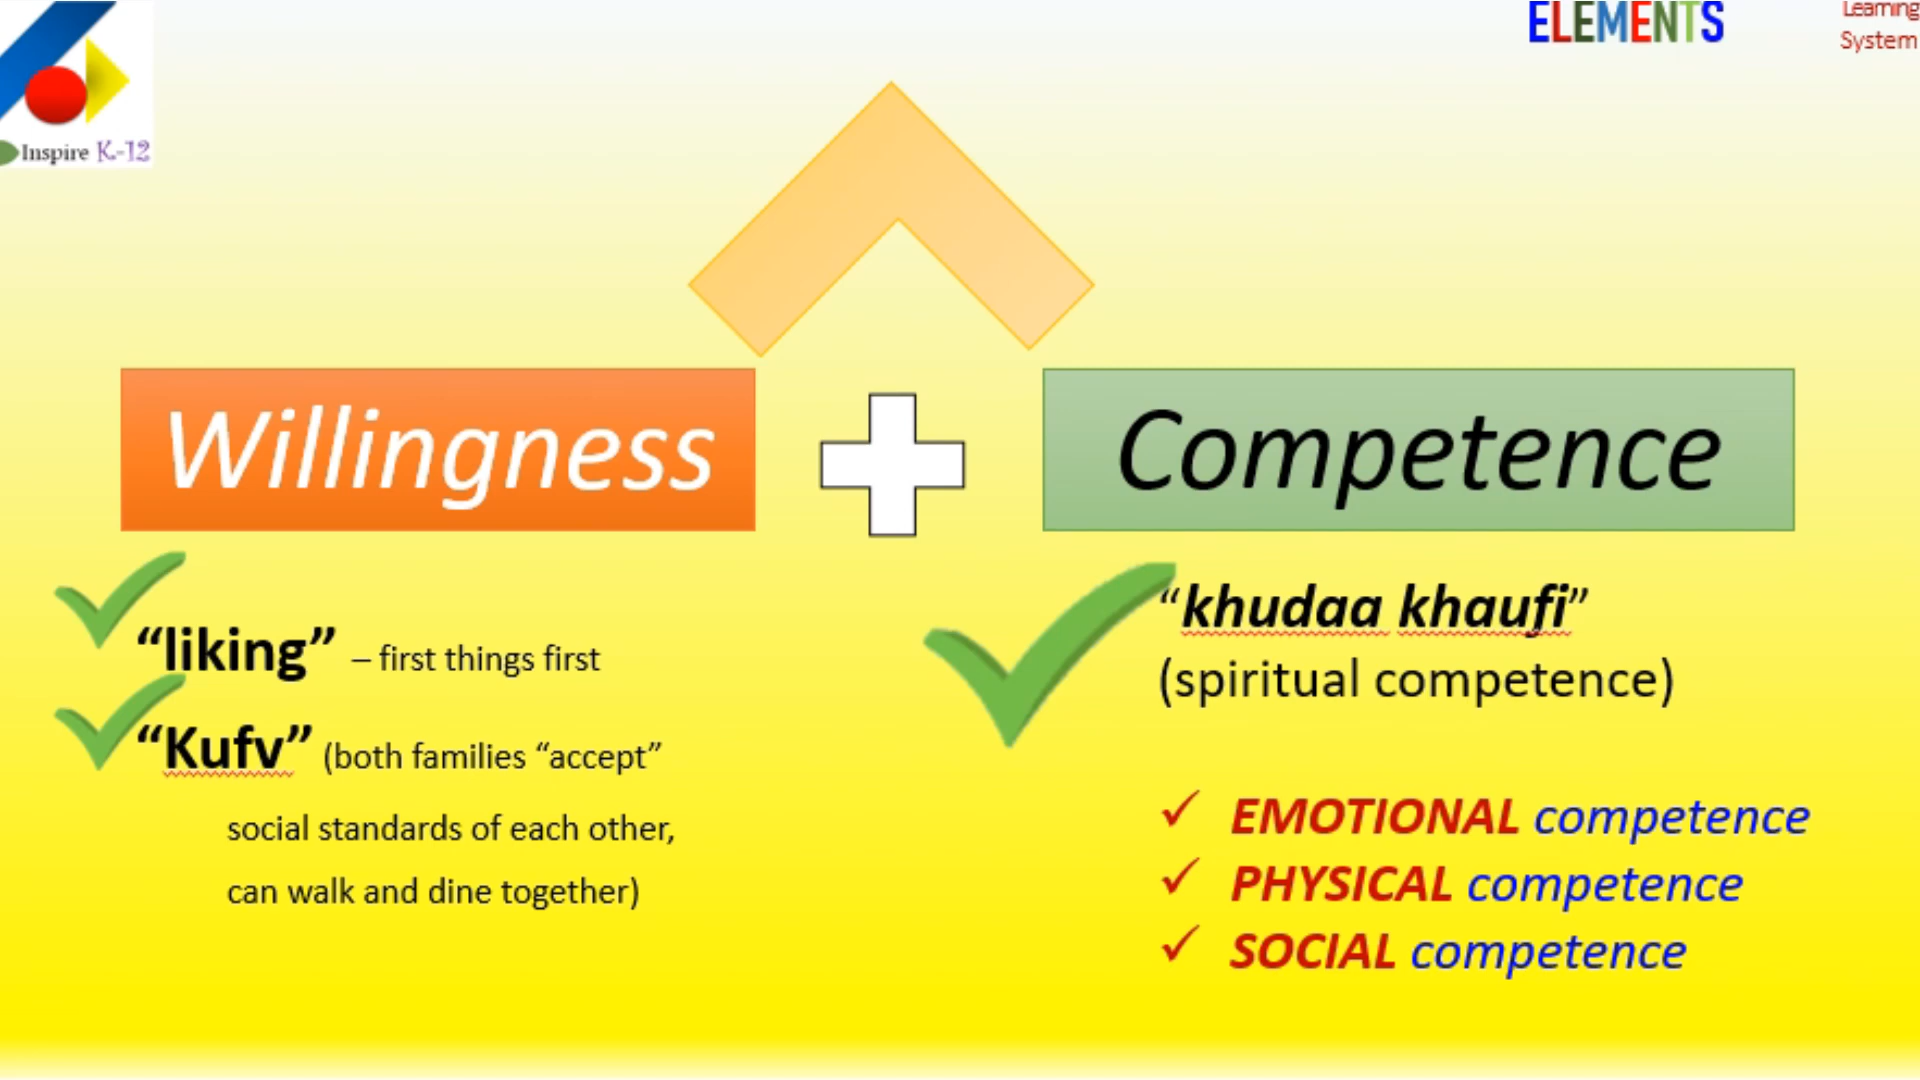 ELEMENTS
Learning
System
Inspire K-12
Willingness
Competence
“liking” – first things first
“Kufv” (both families “accept”
social standards of each other,
can walk and dine together)
“khudaa khaufi”
(spiritual competence)
✓ EMOTIONAL competence
✓ PHYSICAL competence
✓ SOCIAL competence